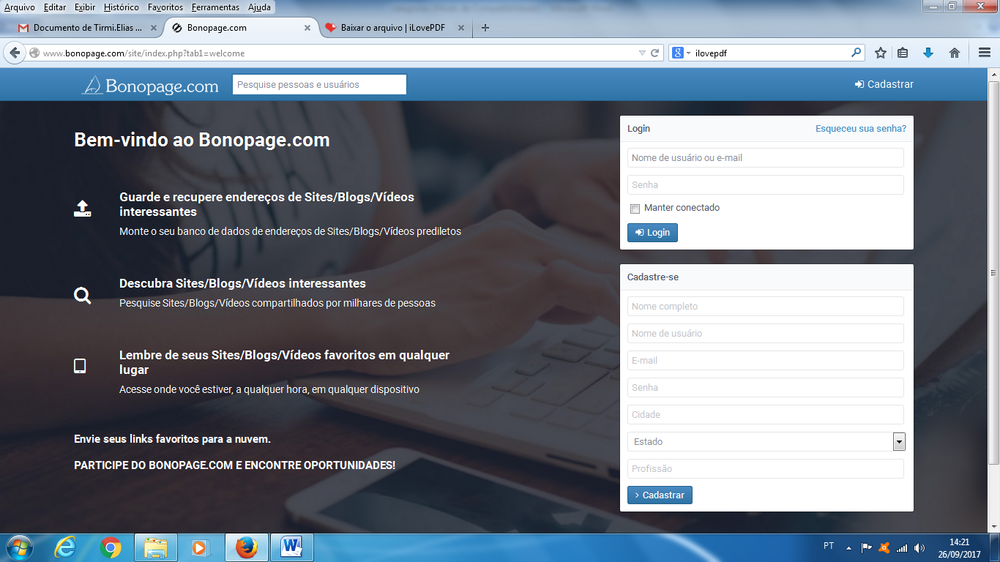 Arquivo Editar Exibir Histórico Favoritos Ferramentas Ajuda
Documento de Tirmi.Elias ...
Bonopage.com
Baixar o arquivo | iLovePDF
www.bonopage.com/site/index.php?tab1=welcome
ilovepdf
Bonopage.com
Pesquise pessoas e usuários
Cadastrar
Bem-vindo ao Bonopage.com
Guarde e recupere endereços de Sites/Blogs/Vídeos
interessantes
Monte o seu banco de dados de endereços de Sites/Blogs/Vídeos prediletos
Descubra Sites/Blogs/Vídeos interessantes
Pesquise Sites/Blogs/Vídeos compartilhados por milhares de pessoas
Lembre de seus Sites/Blogs/Vídeos favoritos em qualquer
lugar
Acesse onde você estiver, a qualquer hora, em qualquer dispositivo
Envie seus links favoritos para a nuvem.
PARTICIPE DO BONOPAGE.COM E ENCONTRE OPORTUNIDADES!
Login
Esqueceu sua senha?
Nome de usuário ou e-mail
Senha
Manter conectado
Login
Cadastre-se
Nome completo
Nome de usuário
E-mail
Senha
Cidade
Estado
Profissão
Cadastrar
PT
14:21
26/09/2017